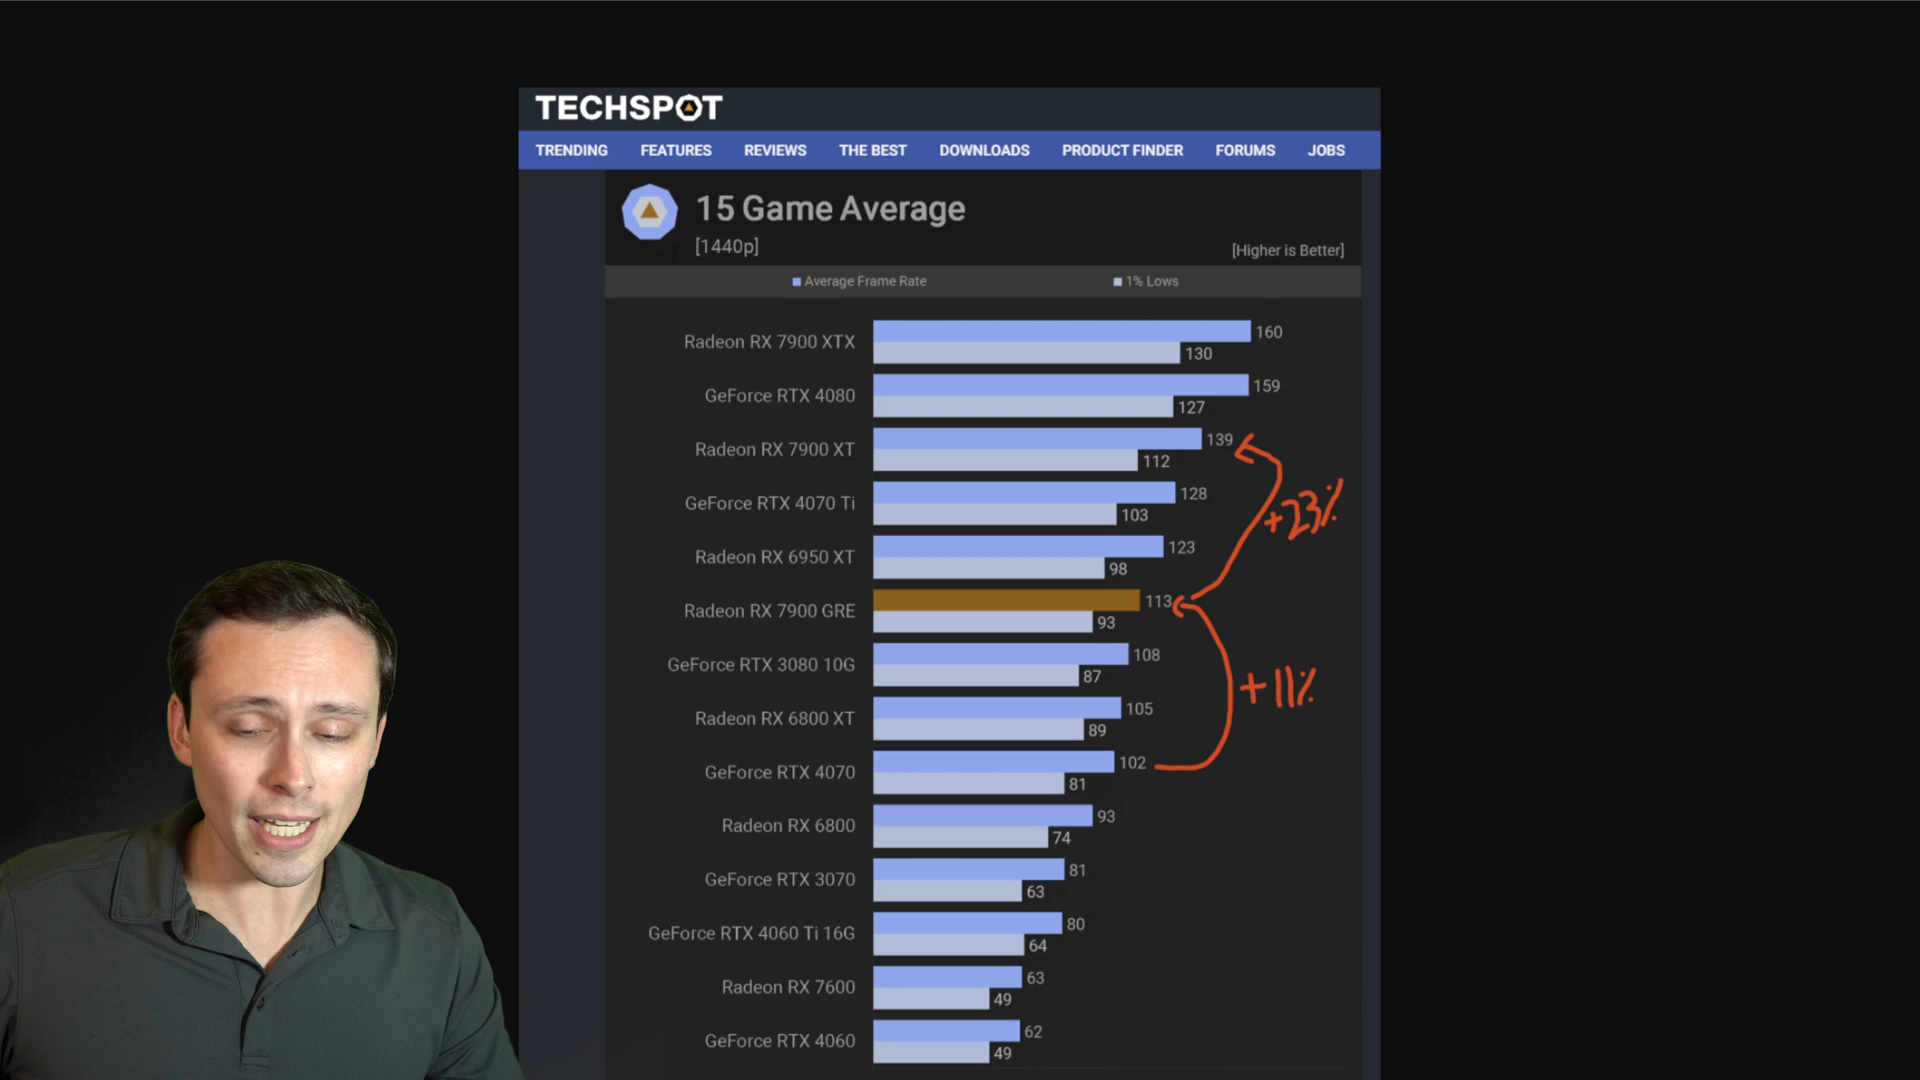 TECHSPOT
TRENDING FEATURES REVIEWS THE BEST DOWNLOADS PRODUCT FINDER FORUMS JOBS
15 Game Average
[1440p]
[Higher is Better]
Average Frame Rate 1% Lows
Radeon RX 7900 XTX 160
130
GeForce RTX 4080 159
127
Radeon RX 7900 XT 139
112
GeForce RTX 4070 Ti 128
103
+23%
Radeon RX 6950 XT 123
98
Radeon RX 7900 GRE 113
93
GeForce RTX 3080 10G 108
87
+11%
Radeon RX 6800 XT 105
89
GeForce RTX 4070 102
81
Radeon RX 6800 93
74
GeForce RTX 3070 81
63
GeForce RTX 4060 Ti 16G 80
64
Radeon RX 7600 63
49
GeForce RTX 4060 62
49